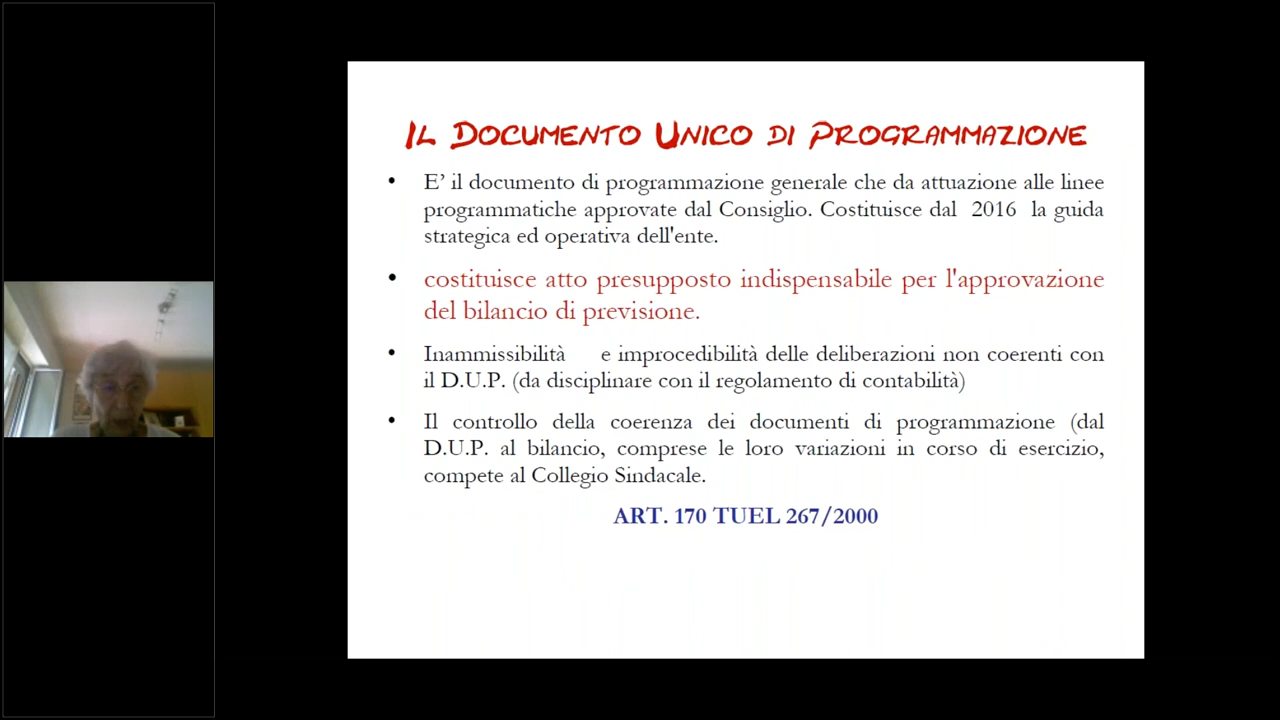 Il Documento Unico di Programmazione
• E’ il documento di programmazione generale che da attuazione alle linee
programmatiche approvate dal Consiglio. Costituisce dal 2016 la guida
strategica ed operativa dell'ente.
• costituisce atto presupposto indispensabile per l'approvazione
del bilancio di previsione.
• Inammissibilità e improcedibilità delle deliberazioni non coerenti con
il D.U.P. (da disciplinare con il regolamento di contabilità)
• Il controllo della coerenza dei documenti di programmazione (dal
D.U.P. al bilancio, comprese le loro variazioni in corso di esercizio,
compete al Collegio Sindacale.
ART. 170 TUEL 267/2000